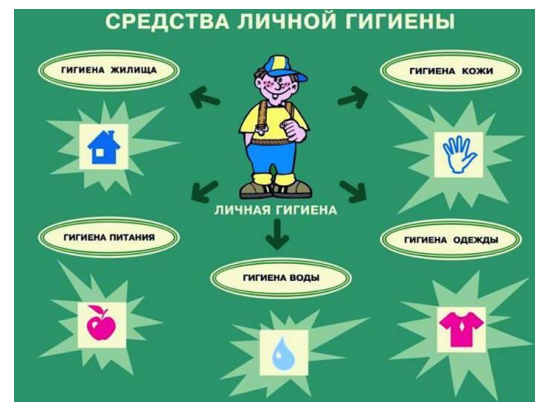 СРЕДСТВА ЛИЧНОЙ ГИГИЕНЫ
ГИГИЕНА ЖИЛИЩА
ГИГИЕНА КОЖИ
ЛИЧНАЯ ГИГИЕНА
ГИГИЕНА ПИТАНИЯ
ГИГИЕНА ОДЕЖДЫ
ГИГИЕНА ВОДЫ